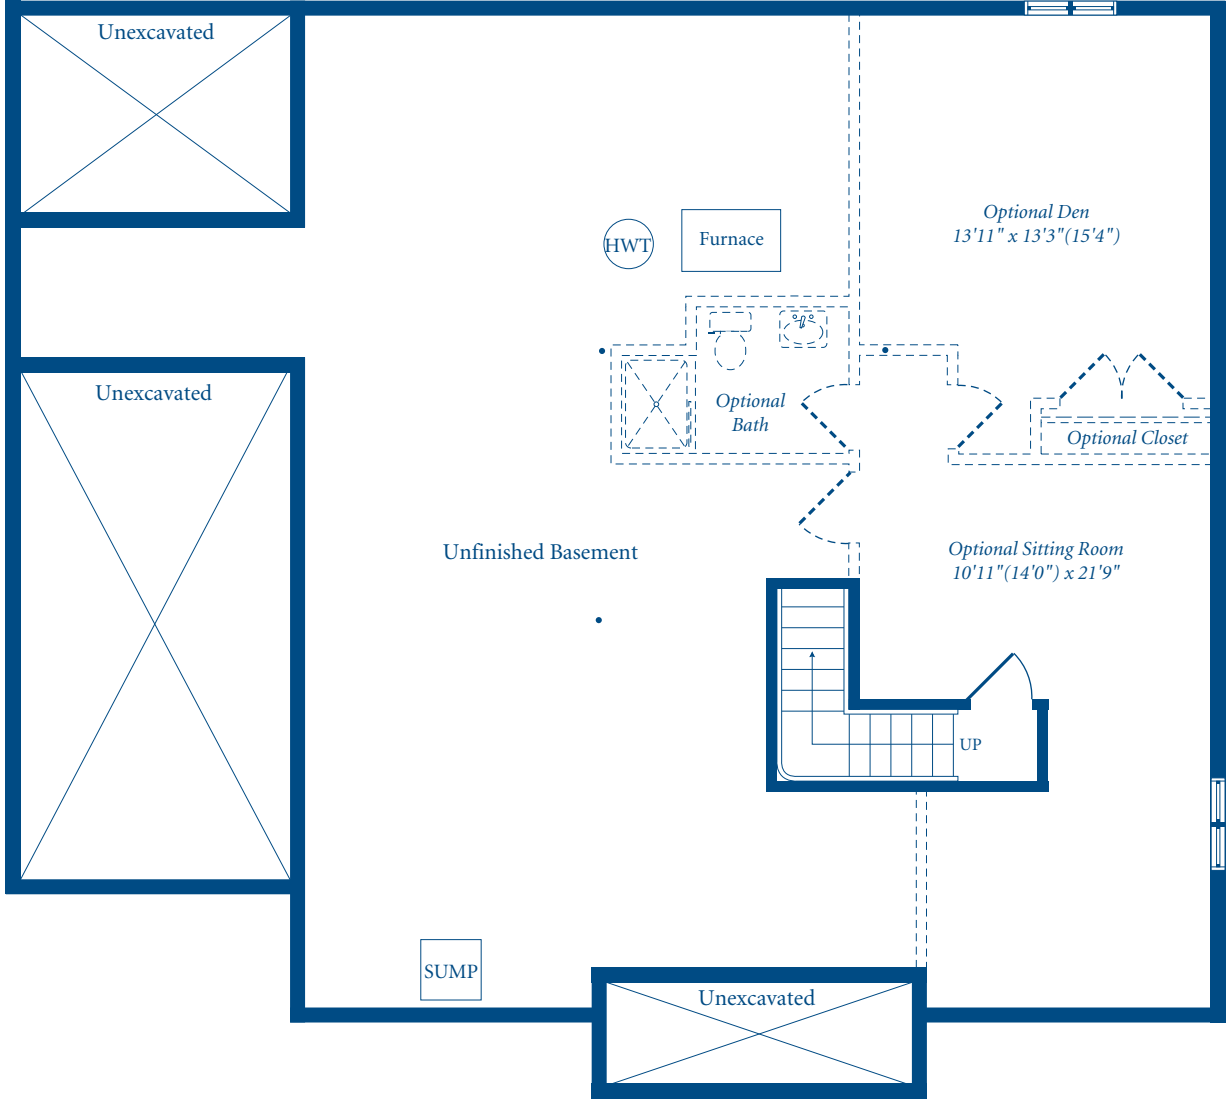 Unexcavated
Optional Den
13'11" x 13'3"(15'4")
HWT
Furnace
Unexcavated
Optional
Bath
Optional Closet
Unfinished Basement
Optional Sitting Room
10'11"(14'0") x 21'9"
UP
SUMP
Unexcavated